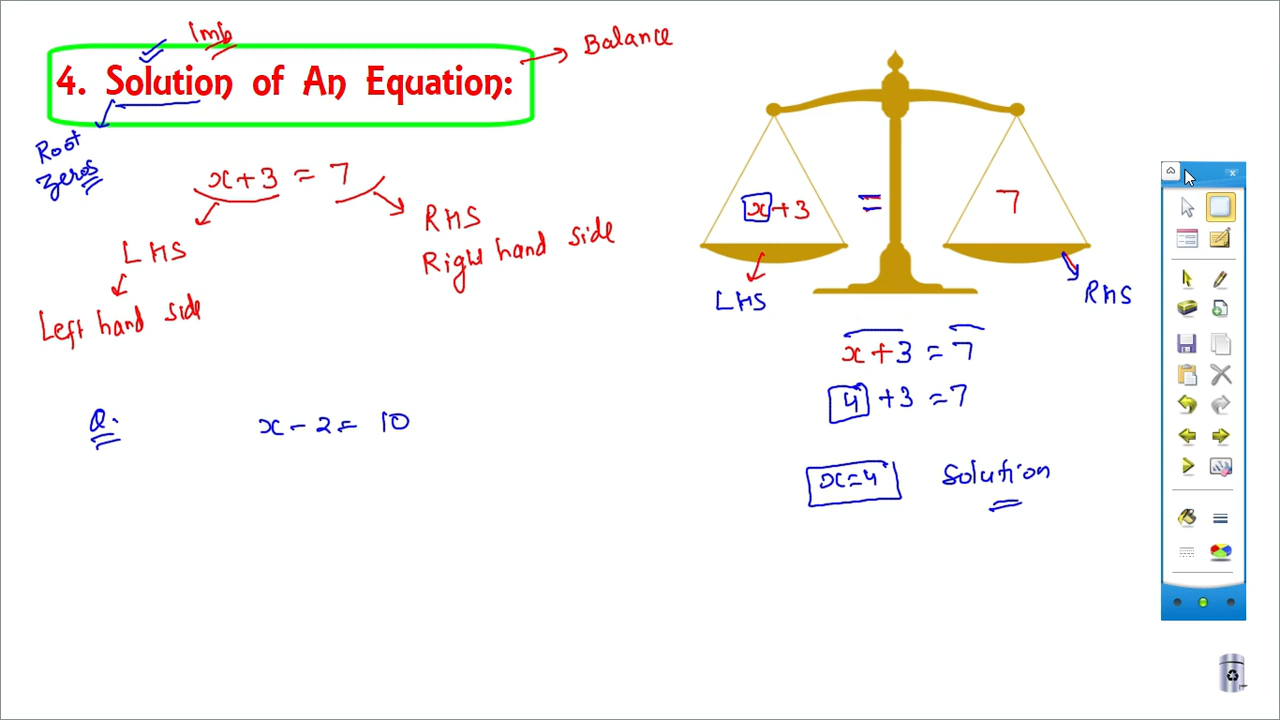 Imp
4. Solution of An Equation:
Balance
Root
Zeros
x+3 = 7
LHS
Left hand side
RHS
Right hand side
x+3
=
7
LHS
RHS
x+3 = 7
4 +3 = 7
x=4 Solution
Q. x-2= 10